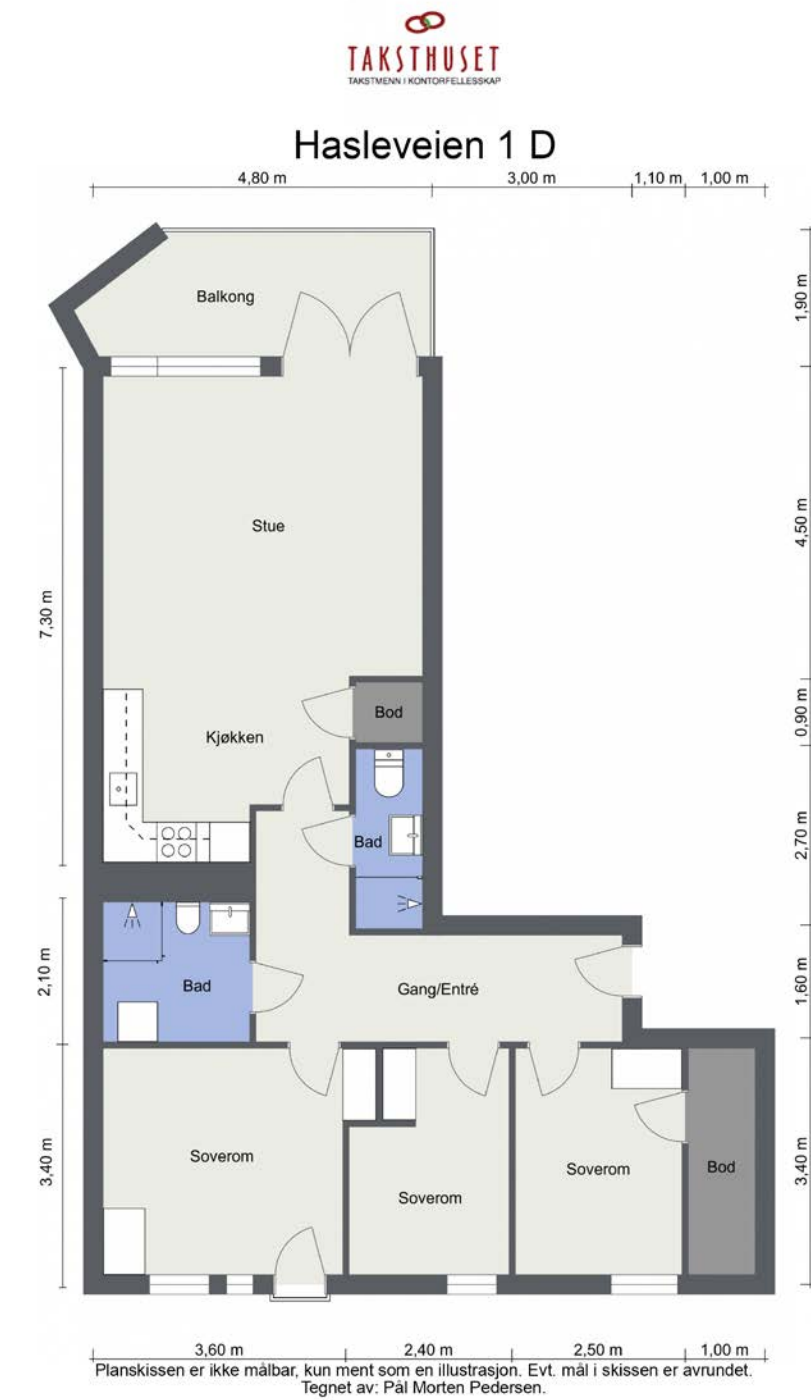 TAKSTHUSET
TAKSTMENN I KONTORFELLESSKAP
Hasleveien 1 D
4,80 m
3,00 m
1,10 m
1,00 m
1,90 m
Balkong
4,50 m
Stue
7,30 m
0,90 m
Bod
Kjøkken
2,70 m
Bad
2,10 m
Bad
Gang/Entré
1,60 m
3,40 m
Soverom
Soverom
Soverom
Bod
3,40 m
3,60 m
2,40 m
2,50 m
1,00 m
Planskissen er ikke målbar, kun ment som en illustrasjon. Evt. mål i skissen er avrundet.
Tegnet av: Pål Morten Pedersen.